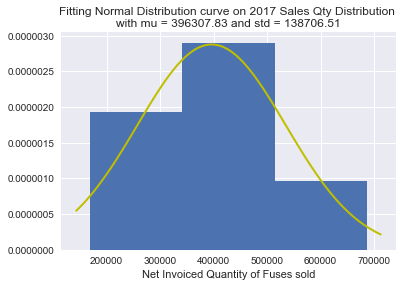 Fitting Normal Distribution curve on 2017 Sales Qty Distribution
with mu = 396307.83 and std = 138706.51
0.0000030
0.0000025
0.0000020
0.0000015
0.0000010
0.0000005
0.0000000
200000 300000 400000 500000 600000 700000
Net Invoiced Quantity of Fuses sold